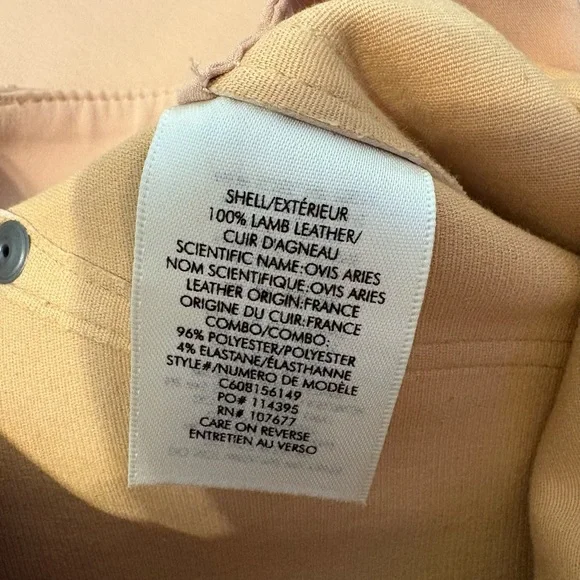 SHELL/EXTÉRIEUR
100% LAMB LEATHER/
CUIR D'AGNEAU
SCIENTIFIC NAME:OVIS ARIES
NOM SCIENTIFIQUE:OVIS ARIES
LEATHER ORIGIN:FRANCE
ORIGINE DU CUIR:FRANCE
COMBO/COMBO:
96% POLYESTER/POLYESTER
4% ELASTANE/ÉLASTHANNE
STYLE#/NUMERO DE MODÈLE
C608156149
PO# 114395
RN# 107677
CARE ON REVERSE
ENTRETIEN AU VERSO